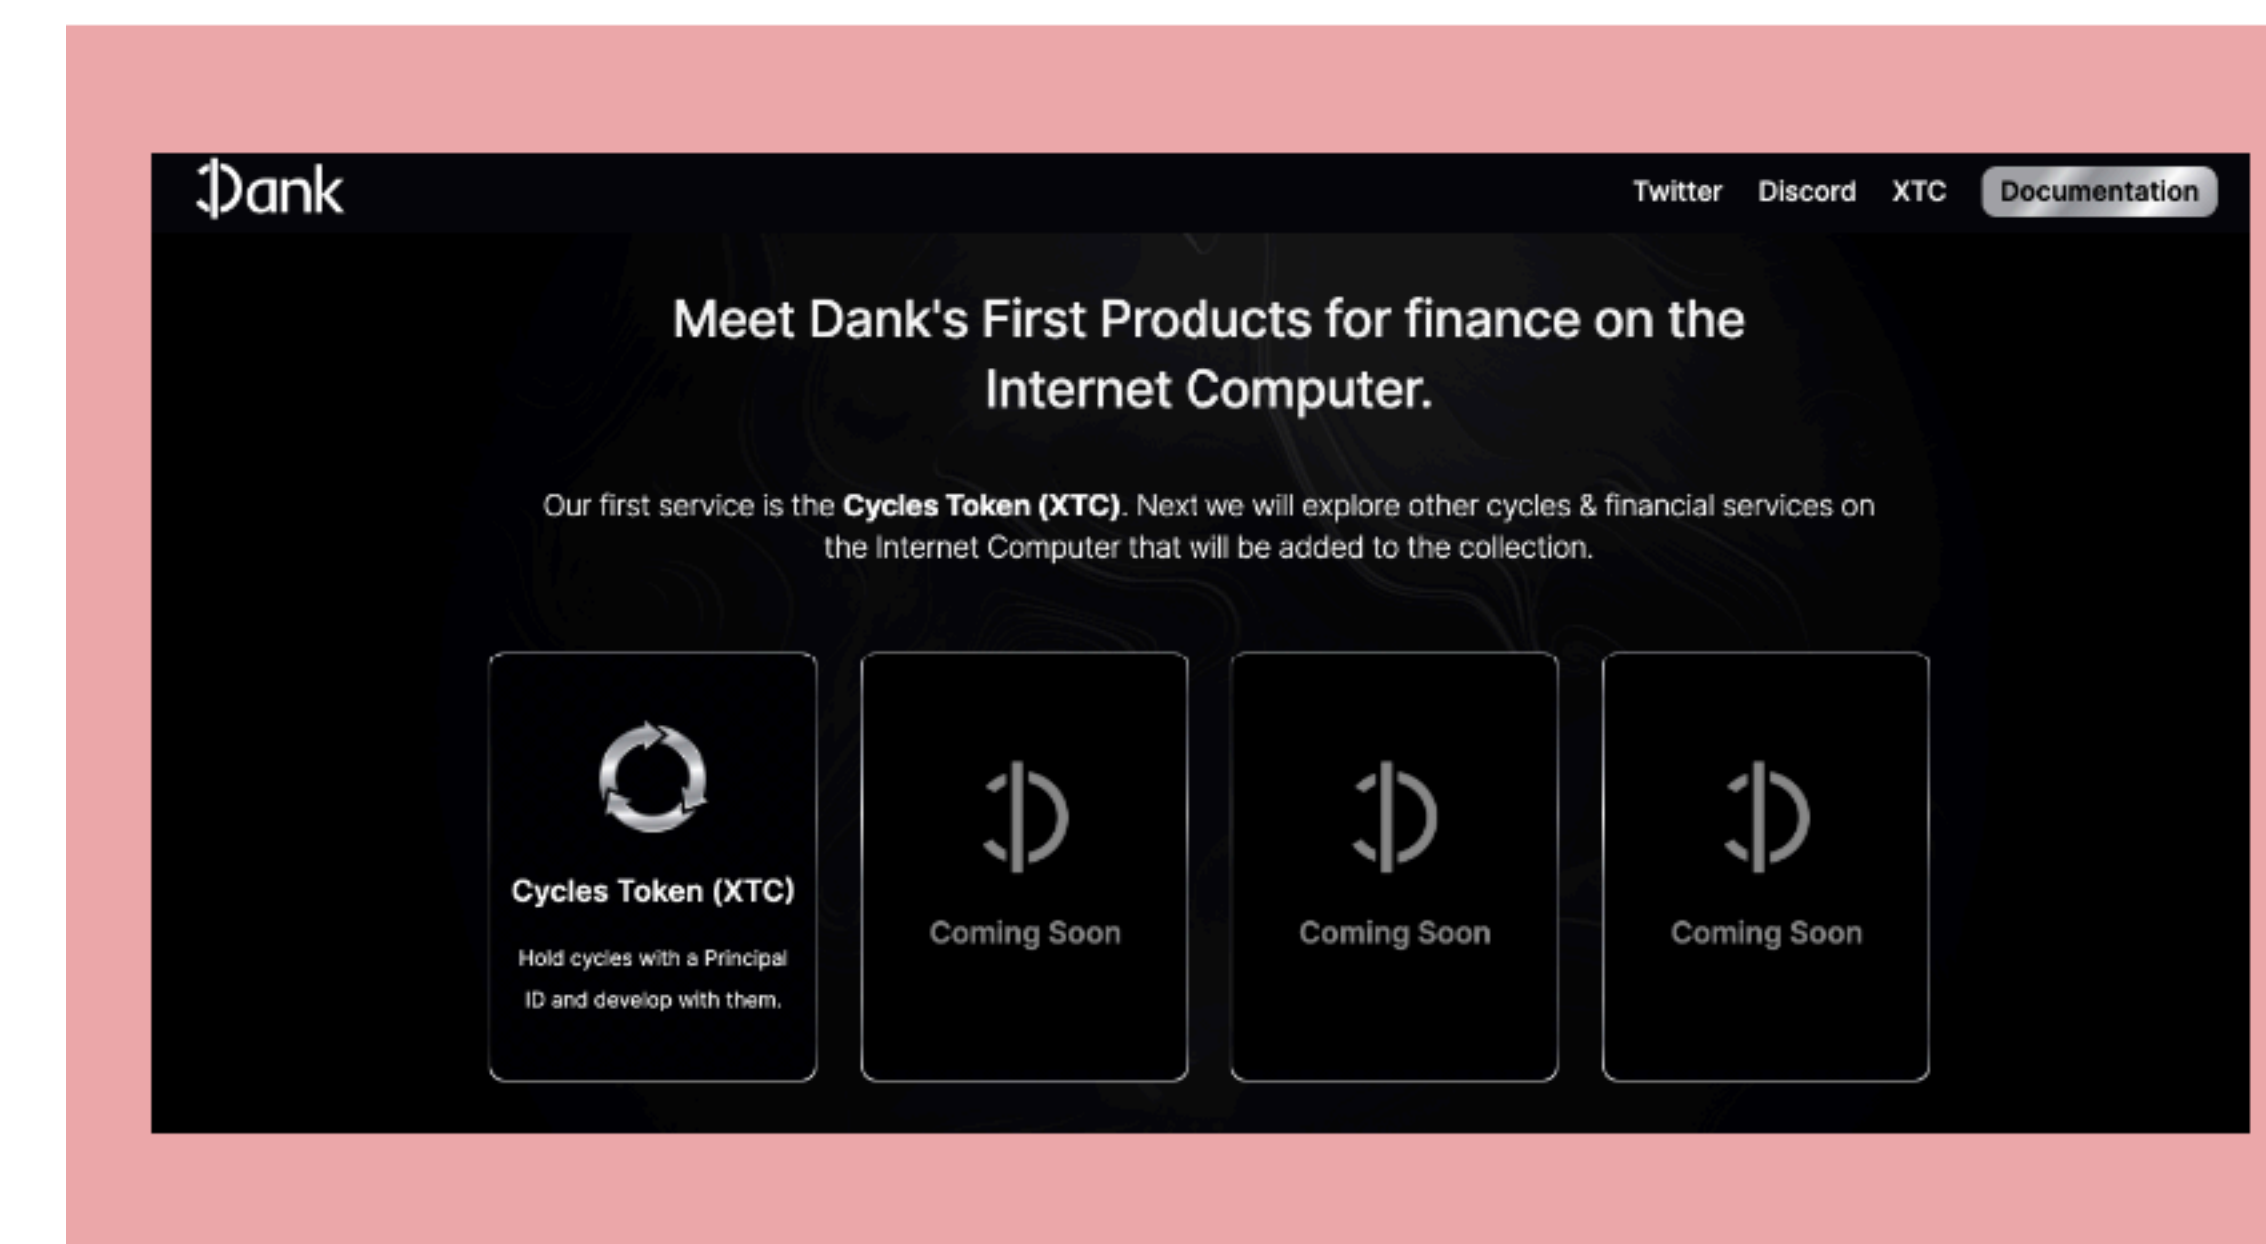 Dank
Twitter Discord XTC Documentation
Meet Dank's First Products for finance on the
Internet Computer.
Our first service is the Cycles Token (XTC). Next we will explore other cycles & financial services on
the Internet Computer that will be added to the collection.
Cycles Token (XTC)
Hold cycles with a Principal
ID and develop with them.
Coming Soon
Coming Soon
Coming Soon